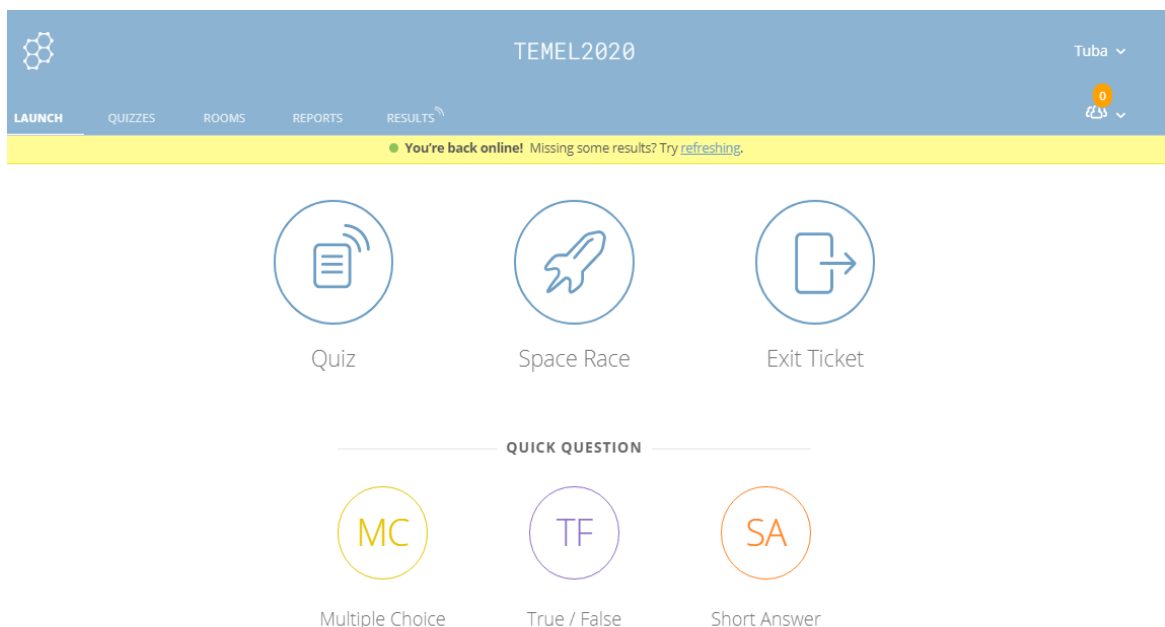 TEMEL2020
Tuba
0
LAUNCH QUIZZES ROOMS REPORTS RESULTS
You're back online! Missing some results? Try refreshing.
Quiz Space Race Exit Ticket
QUICK QUESTION
MC TF SA
Multiple Choice True / False Short Answer